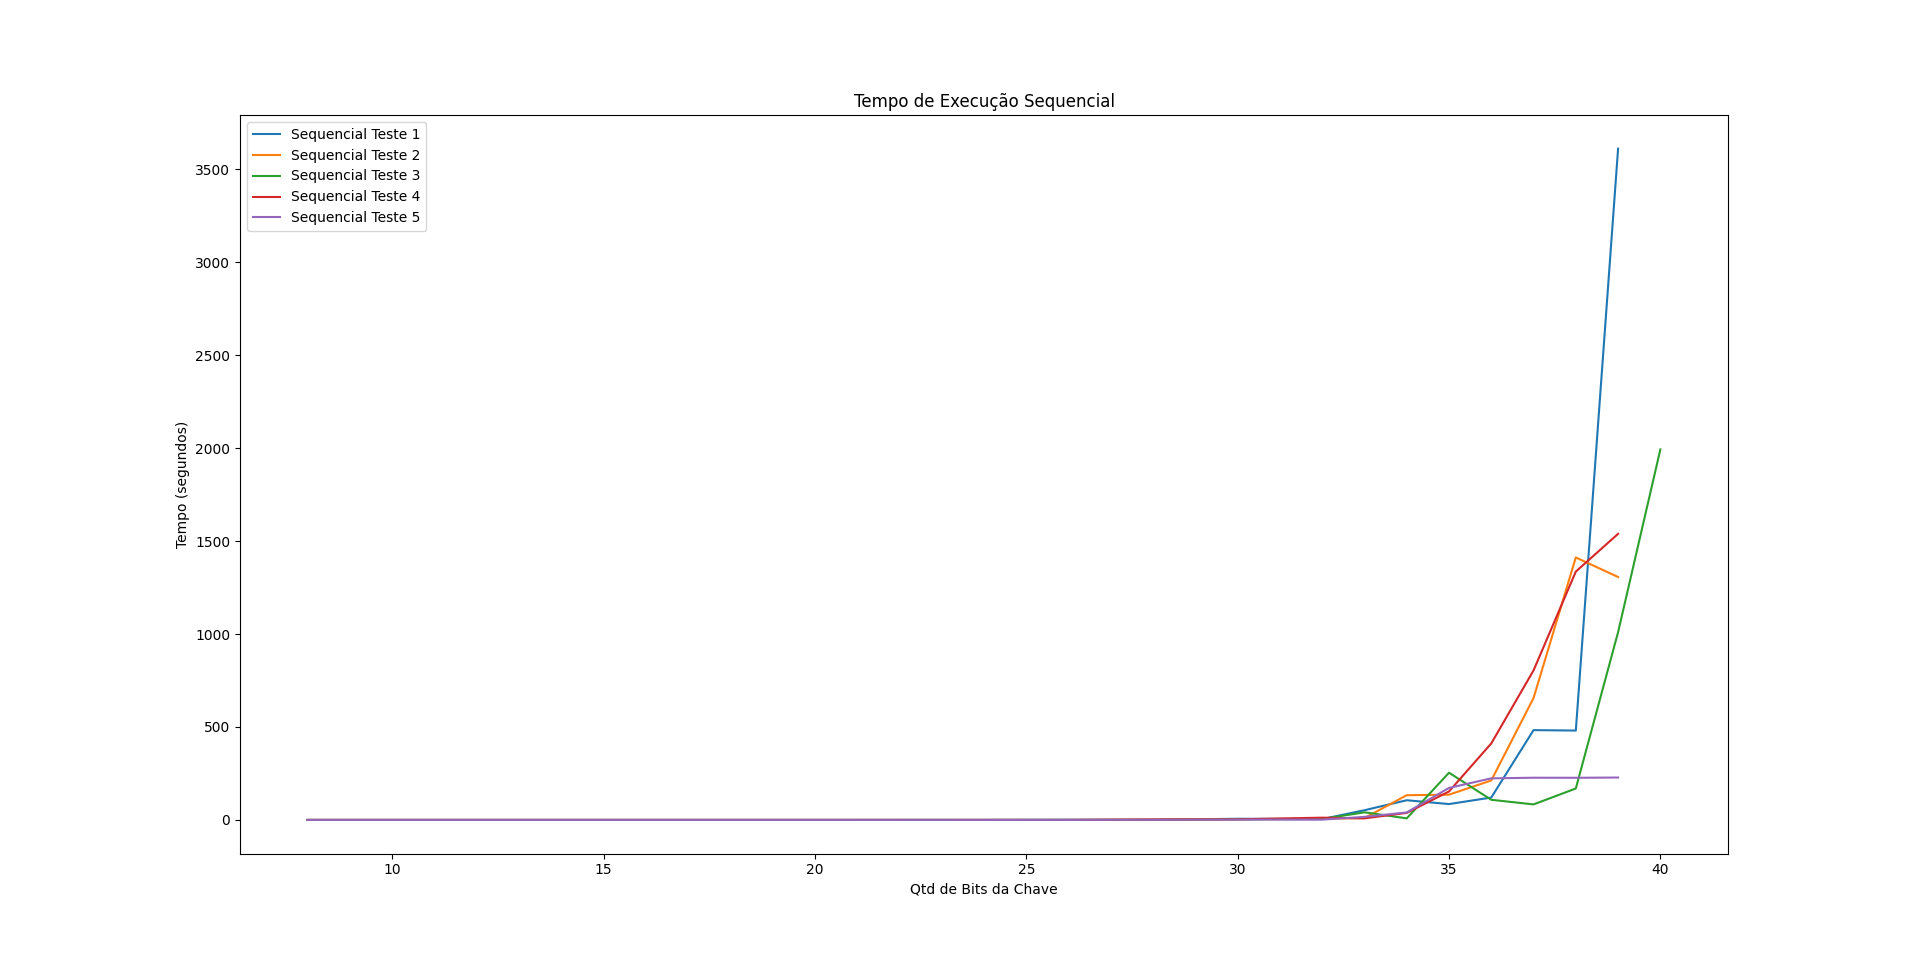 Tempo de Execução Sequencial
Sequencial Teste 1
Sequencial Teste 2
Sequencial Teste 3
Sequencial Teste 4
Sequencial Teste 5
3500
3000
2500
2000
1500
1000
500
0
Tempo (segundos)
10 15 20 25 30 35 40
Qtd de Bits da Chave